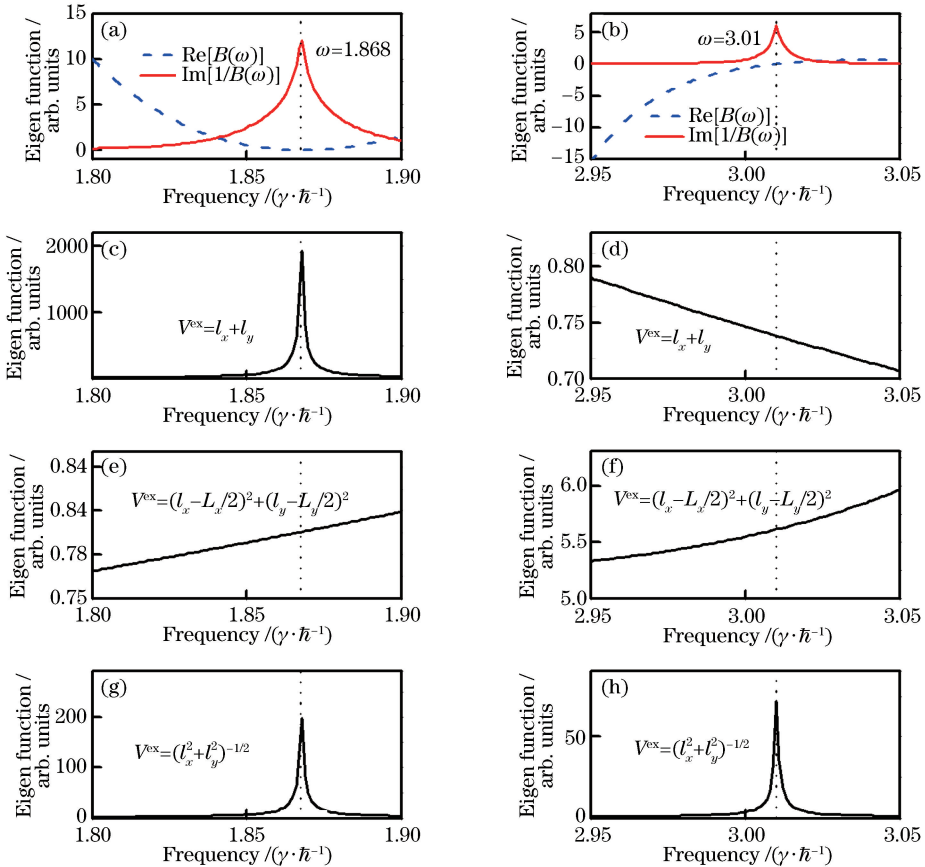 (a)
Re[B(ω)]
Im[1/B(ω)]
ω=1.868
15
10
5
0
1.80
1.85
1.90
Eigen function /
arb. units
Frequency /(γ·ħ⁻¹)
(b)
ω=3.01
Re[B(ω)]
Im[1/B(ω)]
5
0
−5
−10
−15
2.95
3.00
3.05
Eigen function /
arb. units
Frequency /(γ·ħ⁻¹)
(c)
Vᵉˣ=lₓ+l_y
2000
1000
1.80
1.85
1.90
Eigen function /
arb. units
Frequency /(γ·ħ⁻¹)
(d)
Vᵉˣ=lₓ+l_y
0.80
0.75
0.70
2.95
3.00
3.05
Eigen function /
arb. units
Frequency /(γ·ħ⁻¹)
(e)
Vᵉˣ=(lₓ−Lₓ/2)²+(l_y−L_y/2)²
0.84
0.84
0.78
0.75
1.80
1.85
1.90
Eigen function /
arb. units
Frequency /(γ·ħ⁻¹)
(f)
Vᵉˣ=(lₓ−Lₓ/2)²+(l_y−L_y/2)²
6.0
5.5
5.0
2.95
3.00
3.05
Eigen function /
arb. units
Frequency /(γ·ħ⁻¹)
(g)
Vᵉˣ=(lₓ²+l_y²)⁻¹/²
200
100
0
1.80
1.85
1.90
Eigen function /
arb. units
Frequency /(γ·ħ⁻¹)
(h)
Vᵉˣ=(lₓ²+l_y²)⁻¹/²
50
0
2.95
3.00
3.05
Eigen function /
arb. units
Frequency /(γ·ħ⁻¹)